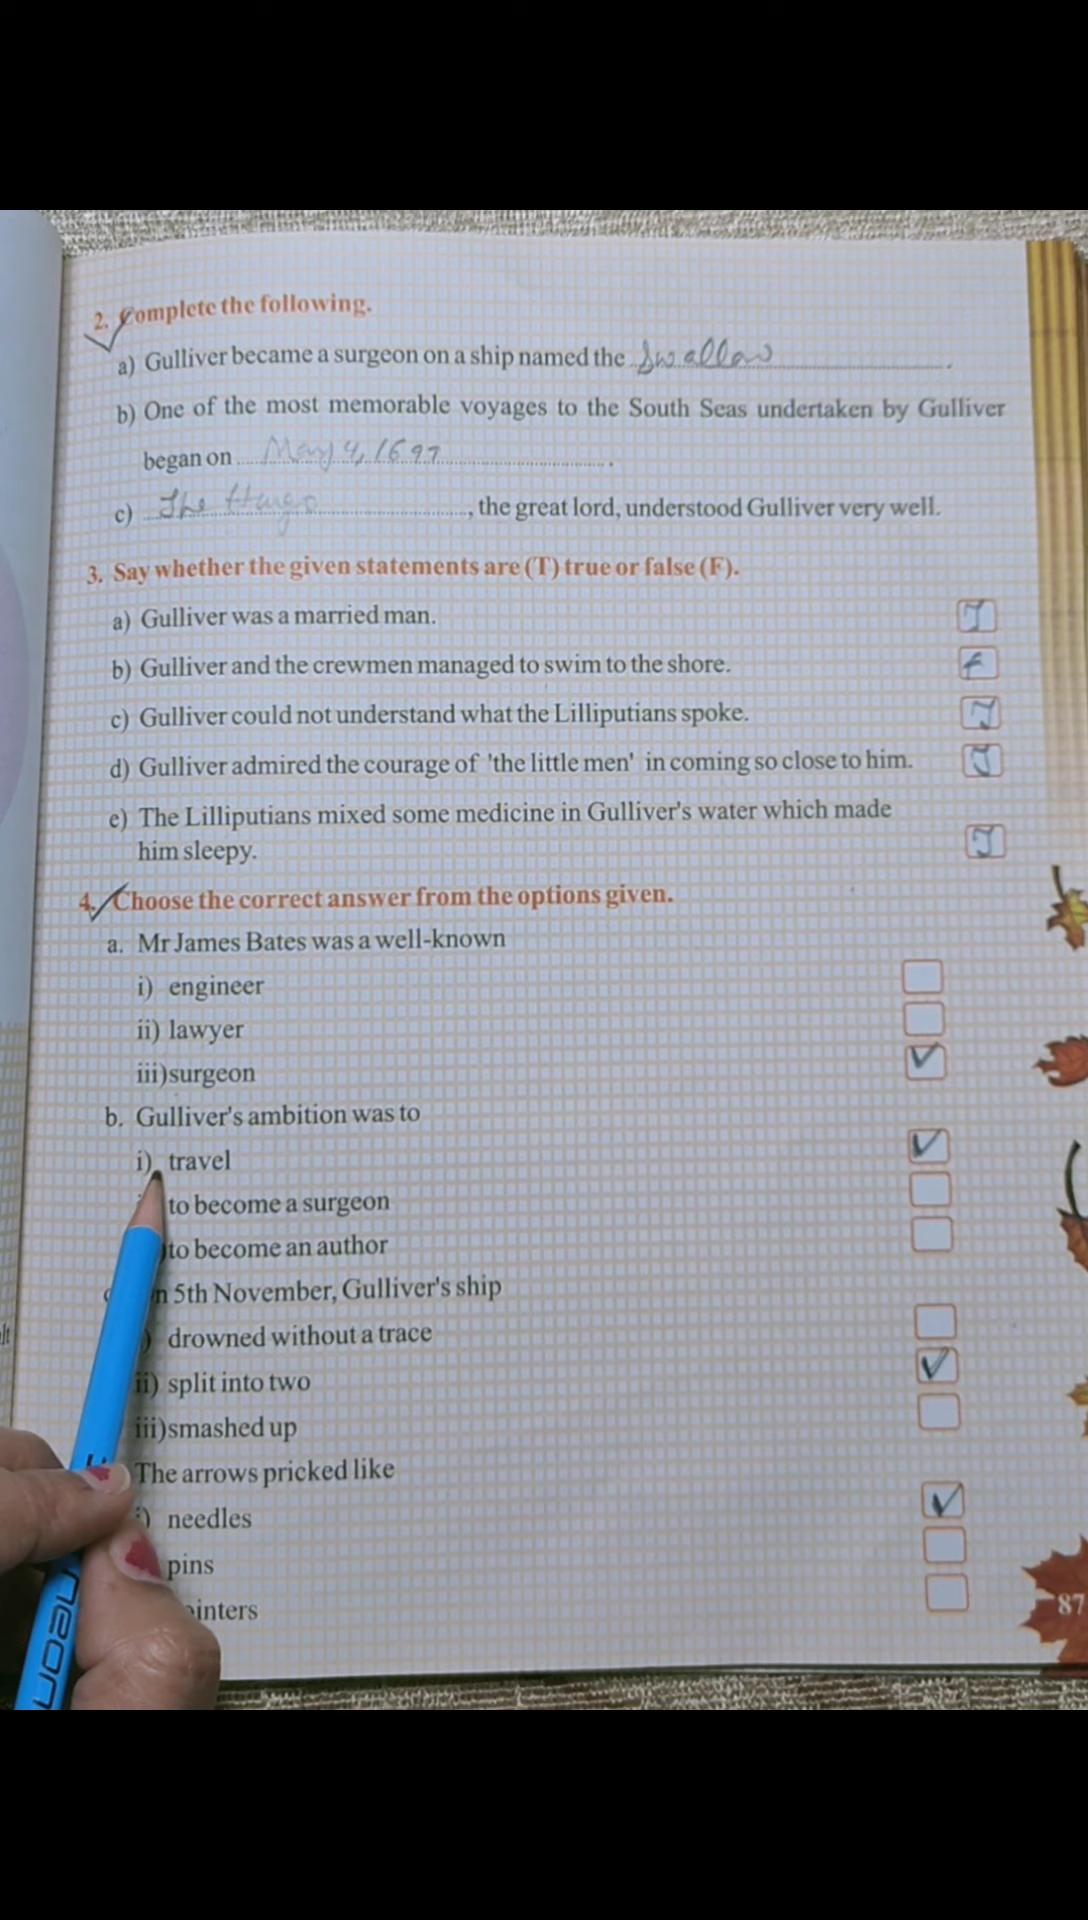 2. Complete the following.
a) Gulliver became a surgeon on a ship named the Swallow.
b) One of the most memorable voyages to the South Seas undertaken by Gulliver
began on May 4, 1697.
c) The Hurgo, the great lord, understood Gulliver very well.
3. Say whether the given statements are (T) true or false (F).
a) Gulliver was a married man. T
b) Gulliver and the crewmen managed to swim to the shore. F
c) Gulliver could not understand what the Lilliputians spoke. T
d) Gulliver admired the courage of 'the little men' in coming so close to him. T
e) The Lilliputians mixed some medicine in Gulliver's water which made
him sleepy. T
4. Choose the correct answer from the options given.
a. Mr James Bates was a well-known
i) engineer
ii) lawyer
iii) surgeon ✓
b. Gulliver's ambition was to
i) travel ✓
to become a surgeon
to become an author
5th November, Gulliver's ship
drowned without a trace
ii) split into two ✓
iii) smashed up
The arrows pricked like
i) needles ✓
pins
87
neon